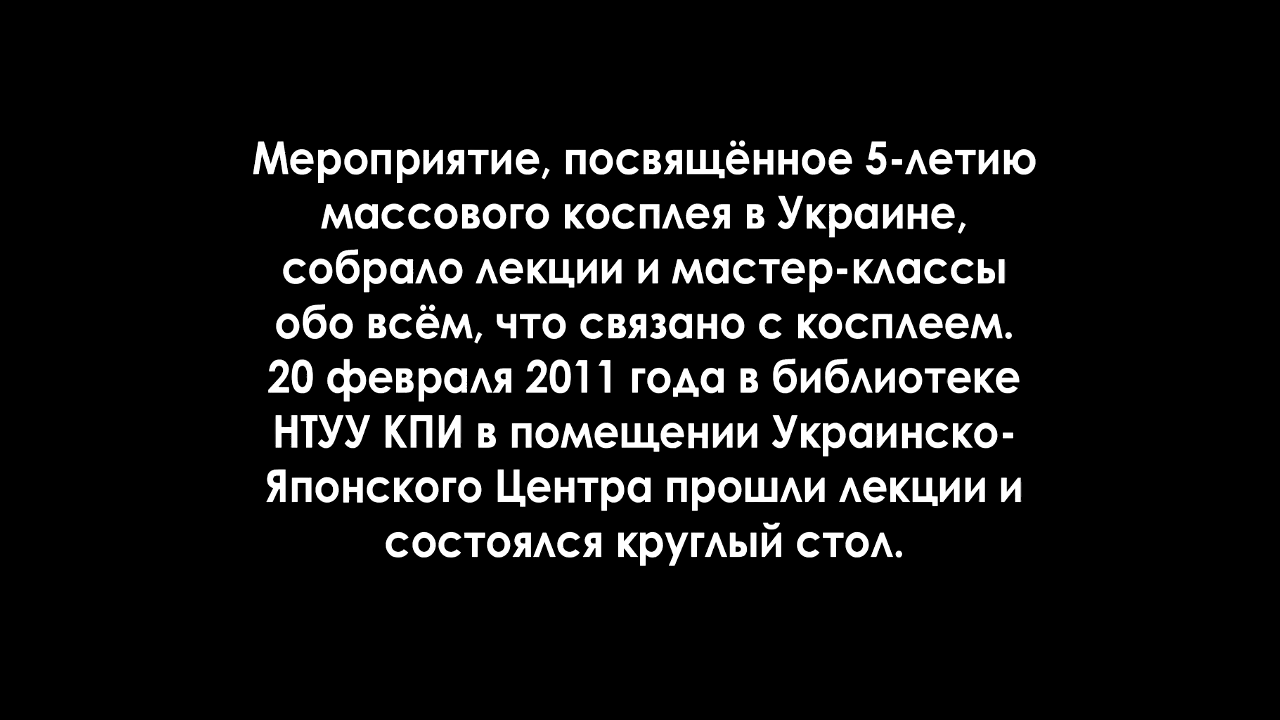 Мероприятие, посвящённое 5-летию
массового косплея в Украине,
собрало лекции и мастер-классы
обо всём, что связано с косплеем.
20 февраля 2011 года в библиотеке
НТУУ КПИ в помещении Украинско-
Японского Центра прошли лекции и
состоялся круглый стол.